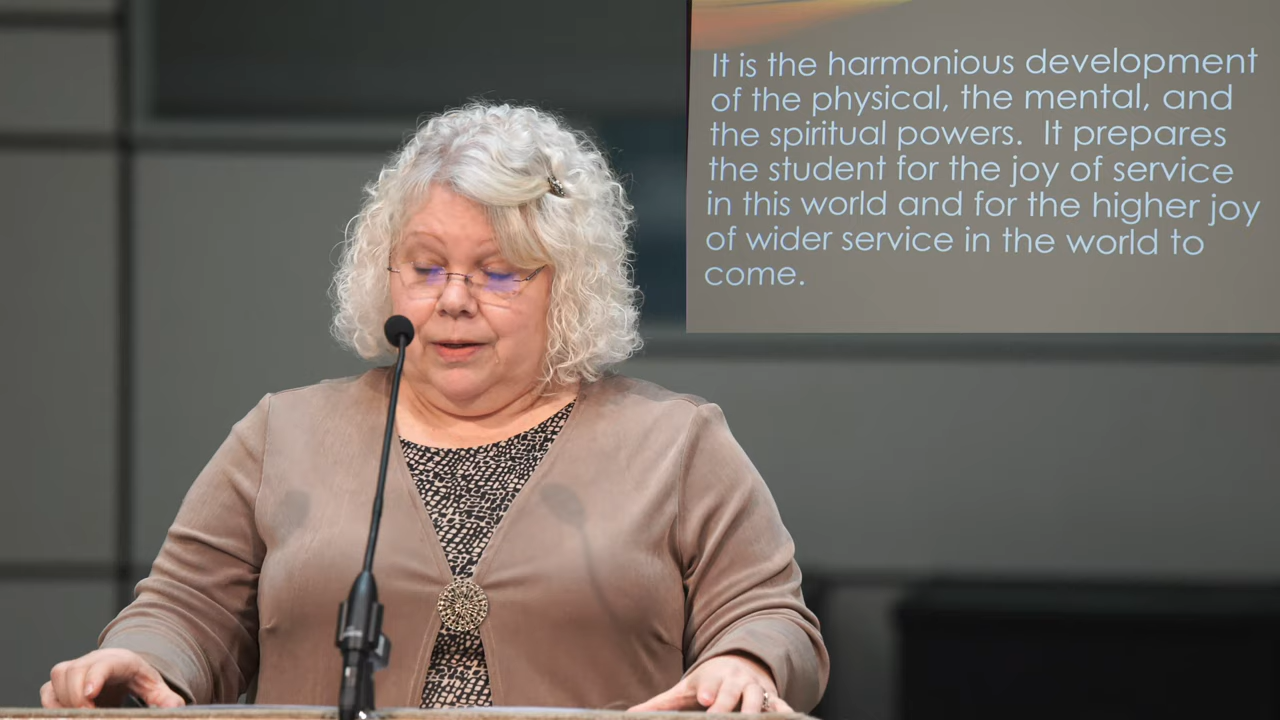 It is the harmonious development
of the physical, the mental, and
the spiritual powers.  It prepares
the student for the joy of service
in this world and for the higher joy
of wider service in the world to
come.